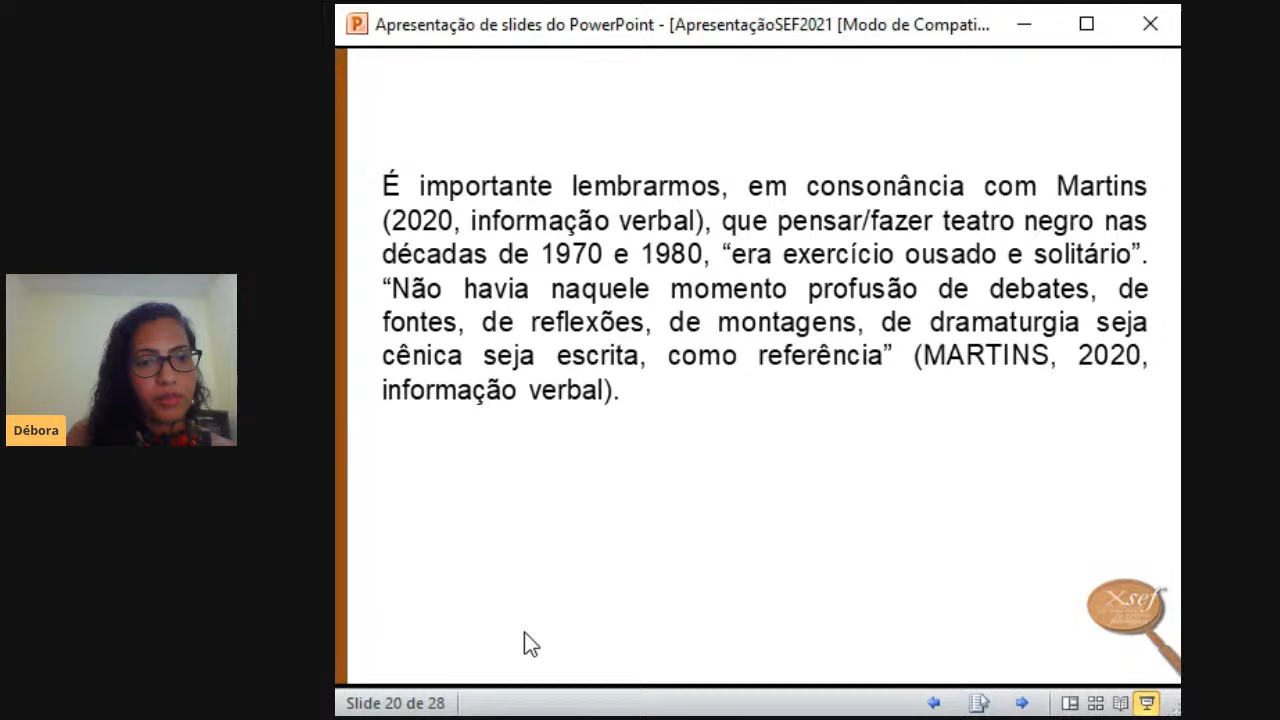 Apresentação de slides do PowerPoint - [ApresentaçãoSEF2021 [Modo de Compati...
É importante lembrarmos, em consonância com Martins
(2020, informação verbal), que pensar/fazer teatro negro nas
décadas de 1970 e 1980, “era exercício ousado e solitário”.
“Não havia naquele momento profusão de debates, de
fontes, de reflexões, de montagens, de dramaturgia seja
cênica seja escrita, como referência” (MARTINS, 2020,
informação verbal).
Débora
Xsef
Slide 20 de 28